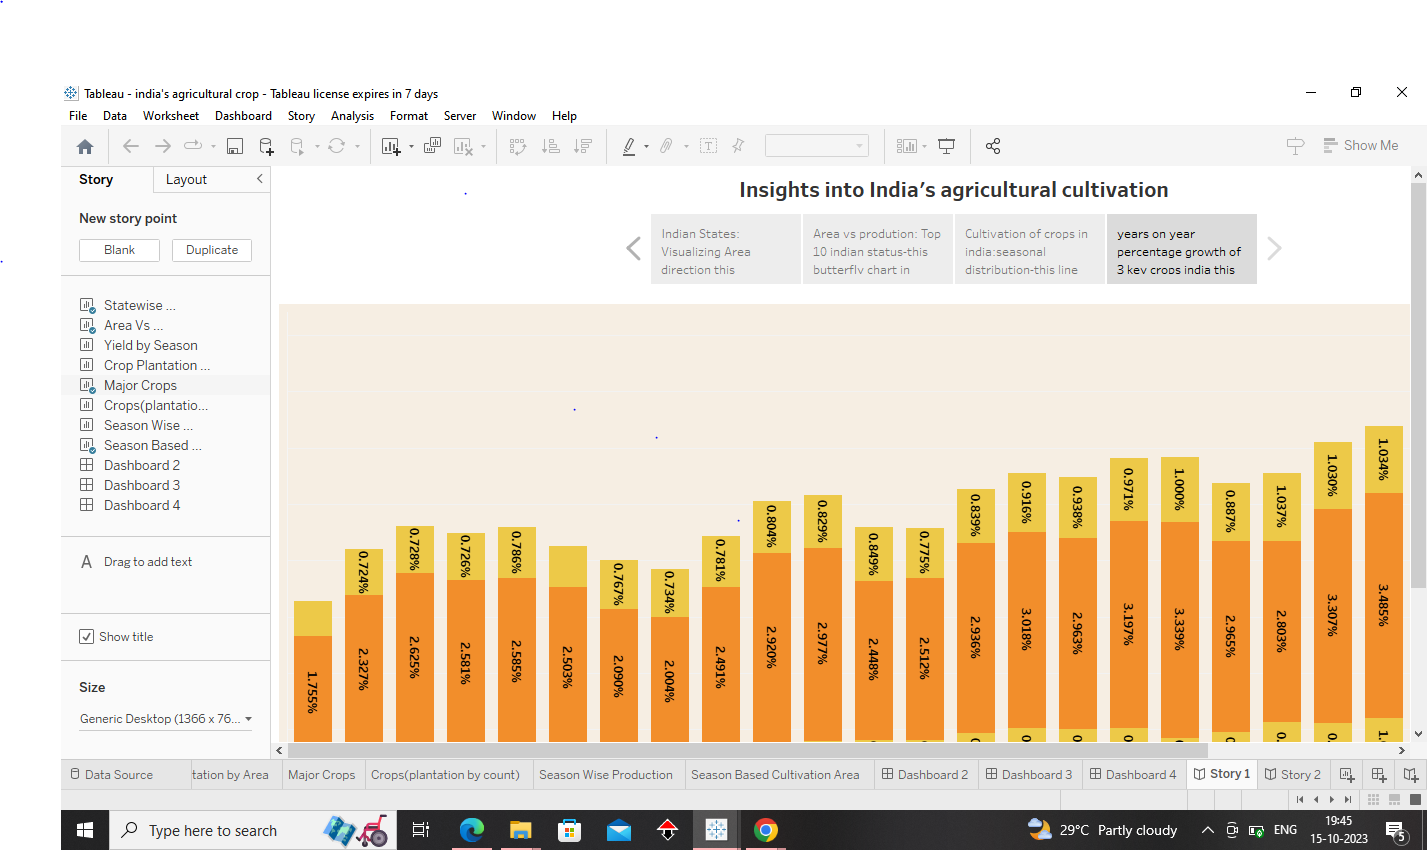 Tableau - india's agricultural crop - Tableau license expires in 7 days
File Data Worksheet Dashboard Story Analysis Format Server Window Help
Show Me
Story Layout
New story point
Blank Duplicate
Statewise ...
Area Vs ...
Yield by Season
Crop Plantation ...
Major Crops
Crops(plantatio...
Season Wise ...
Season Based ...
Dashboard 2
Dashboard 3
Dashboard 4
A Drag to add text
Show title
Size
Generic Desktop (1366 x 76...
Insights into India's agricultural cultivation
Indian States:
Visualizing Area
direction this
Area vs prodution: Top
10 indian status-this
butterfly chart in
Cultivation of crops in
india:seasonal
distribution-this line
years on year
percentage growth of
3 key crops india this
0.724% 0.728% 0.726% 0.786% 0.767% 0.734% 0.781% 0.804% 0.829% 0.849% 0.775% 0.839% 0.916% 0.938% 0.971% 1.000% 0.887% 1.037% 1.030% 1.034%
1.755% 2.327% 2.625% 2.581% 2.585% 2.503% 2.090% 2.004% 2.491% 2.920% 2.977% 2.448% 2.512% 2.936% 3.018% 2.963% 3.197% 3.339% 2.965% 2.803% 3.307% 3.485%
Data Source tation by Area Major Crops Crops(plantation by count) Season Wise Production Season Based Cultivation Area Dashboard 2 Dashboard 3 Dashboard 4 Story 1 Story 2
Type here to search
29°C Partly cloudy
ENG
19:45
15-10-2023
5